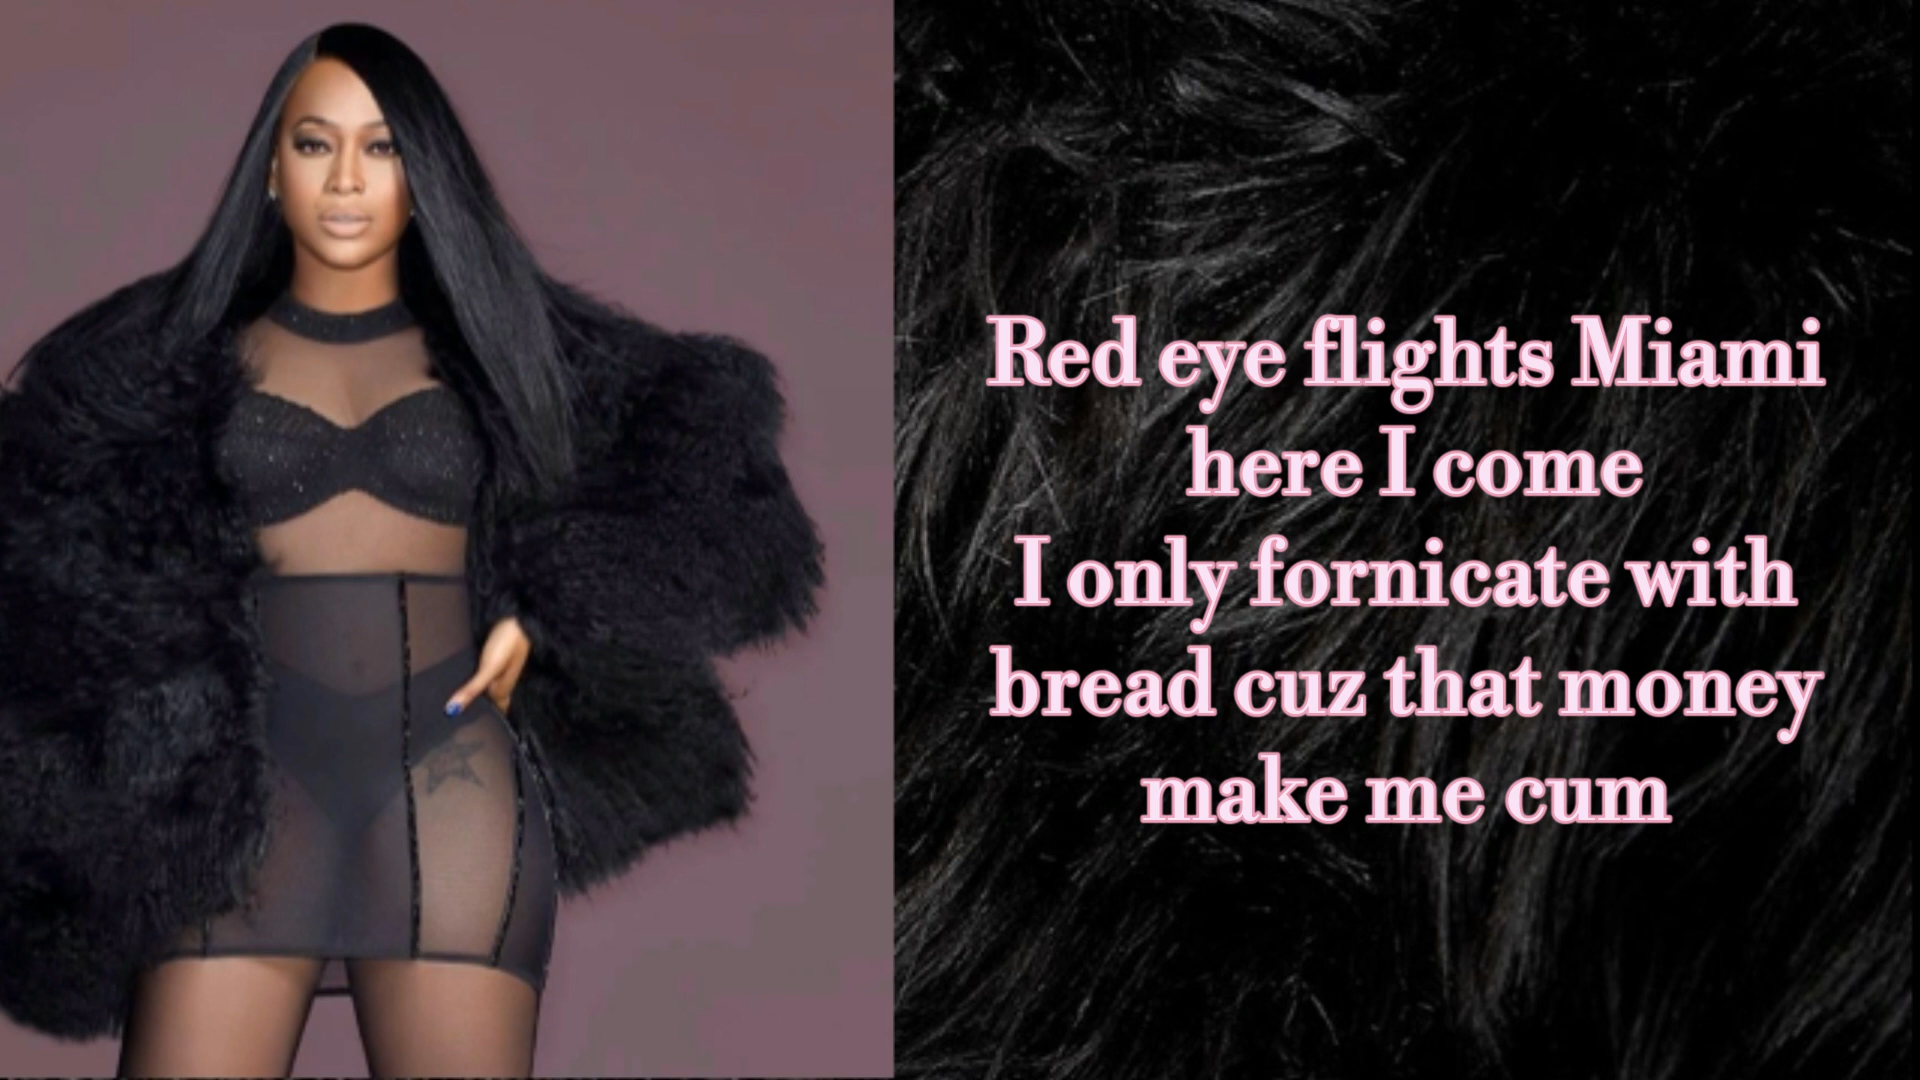 Red eye flights Miami
here I come
I only fornicate with
bread cuz that money
make me cum